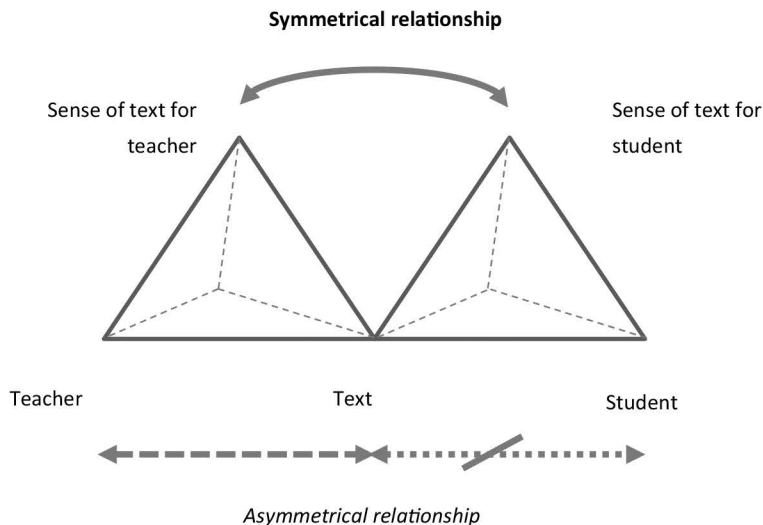 Symmetrical relationship
Sense of text for
teacher
Sense of text for
student
Teacher
Text
Student
Asymmetrical relationship